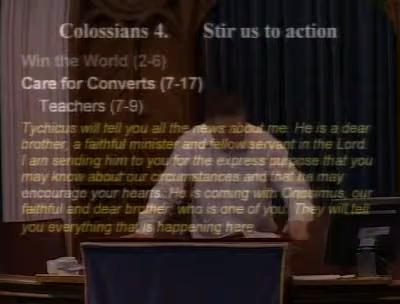 Colossians 4. Stir us to action
Win the World (2-6)
Care for Converts (7-17)
Teachers (7-9)
Tychicus will tell you all the news about me. He is a dear
brother, a faithful minister and fellow servant in the Lord.
I am sending him to you for the express purpose that you
may know about our circumstances and that he may
encourage your hearts. He is coming with Onesimus, our
faithful and dear brother, who is one of you. They will tell
you everything that is happening here.